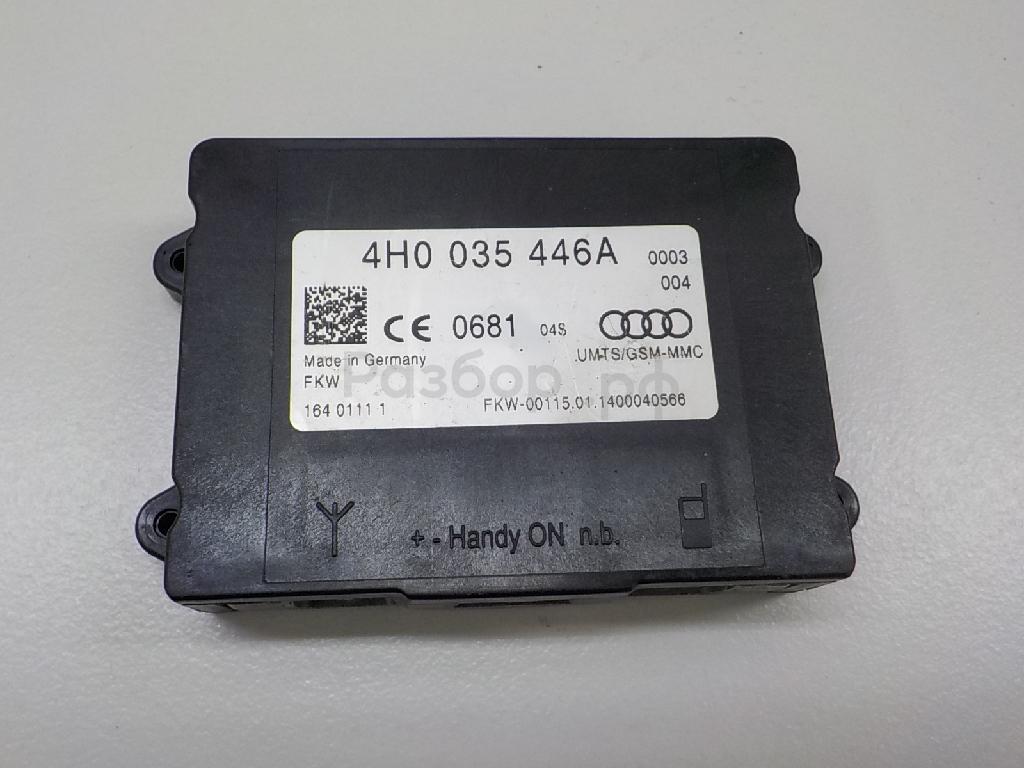 4H0 035 446A 0003
004
CE 0681 04S
Made in Germany
UMTS/GSM-MMC
FKW
Разбор.рф
164 0111 1
FKW-00115.01.1400040566
+ - Handy ON n.b.